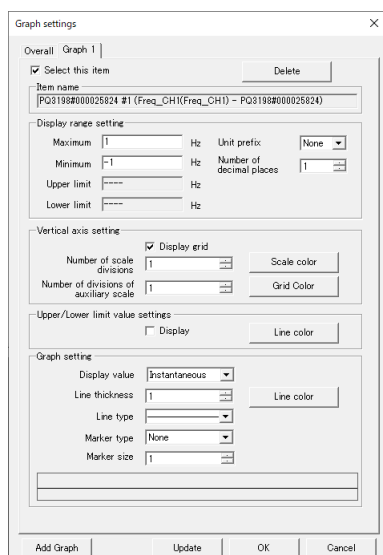 Graph settings
Overall Graph 1
Select this item Delete
Item name
PQ3198#000025824 #1 (Freq_CH1(Freq_CH1) - PQ3198#000025824)
Display range setting
Maximum 1 Hz Unit prefix None
Minimum -1 Hz Number of decimal places 1
Upper limit ---- Hz
Lower limit ---- Hz
Vertical axis setting
Display grid
Number of scale divisions 1 Scale color
Number of divisions of auxiliary scale 1 Grid Color
Upper/Lower limit value settings
Display Line color
Graph setting
Display value Instantaneous
Line thickness 1 Line color
Line type
Marker type None
Marker size 1
Add Graph Update OK Cancel